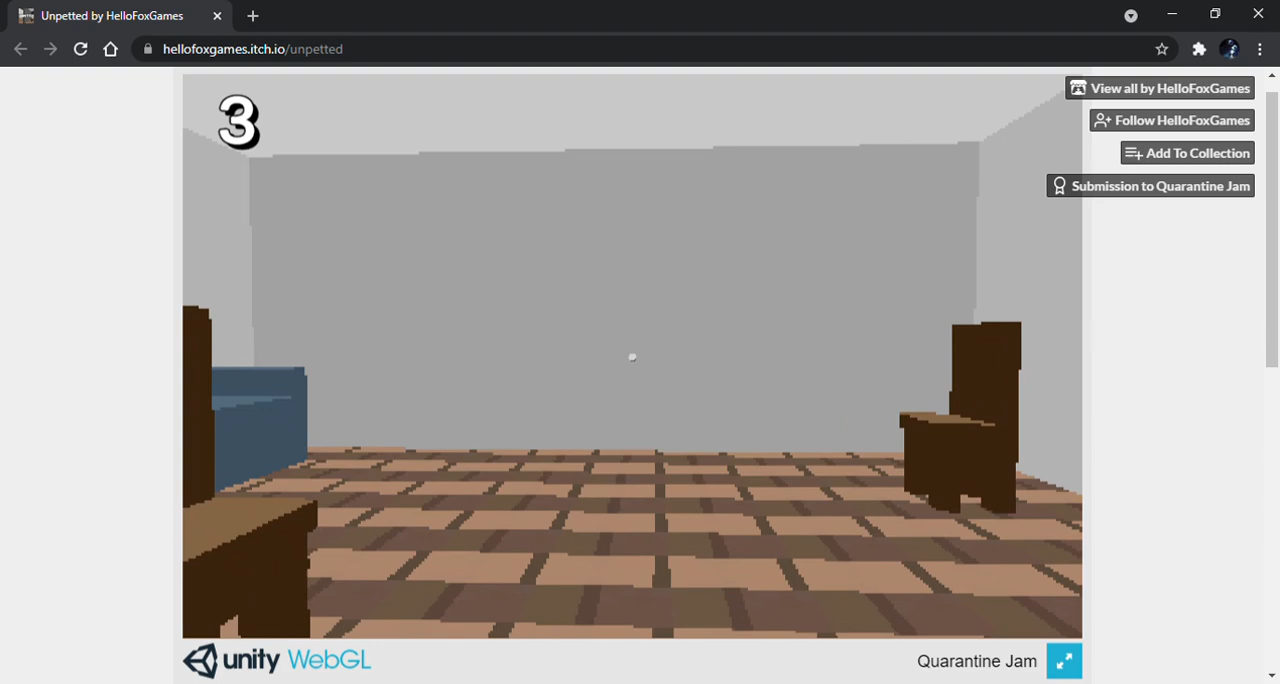 Unpetted by HelloFoxGames
hellofoxgames.itch.io/unpetted
3
View all by HelloFoxGames
Follow HelloFoxGames
Add To Collection
Submission to Quarantine Jam
unity WebGL
Quarantine Jam